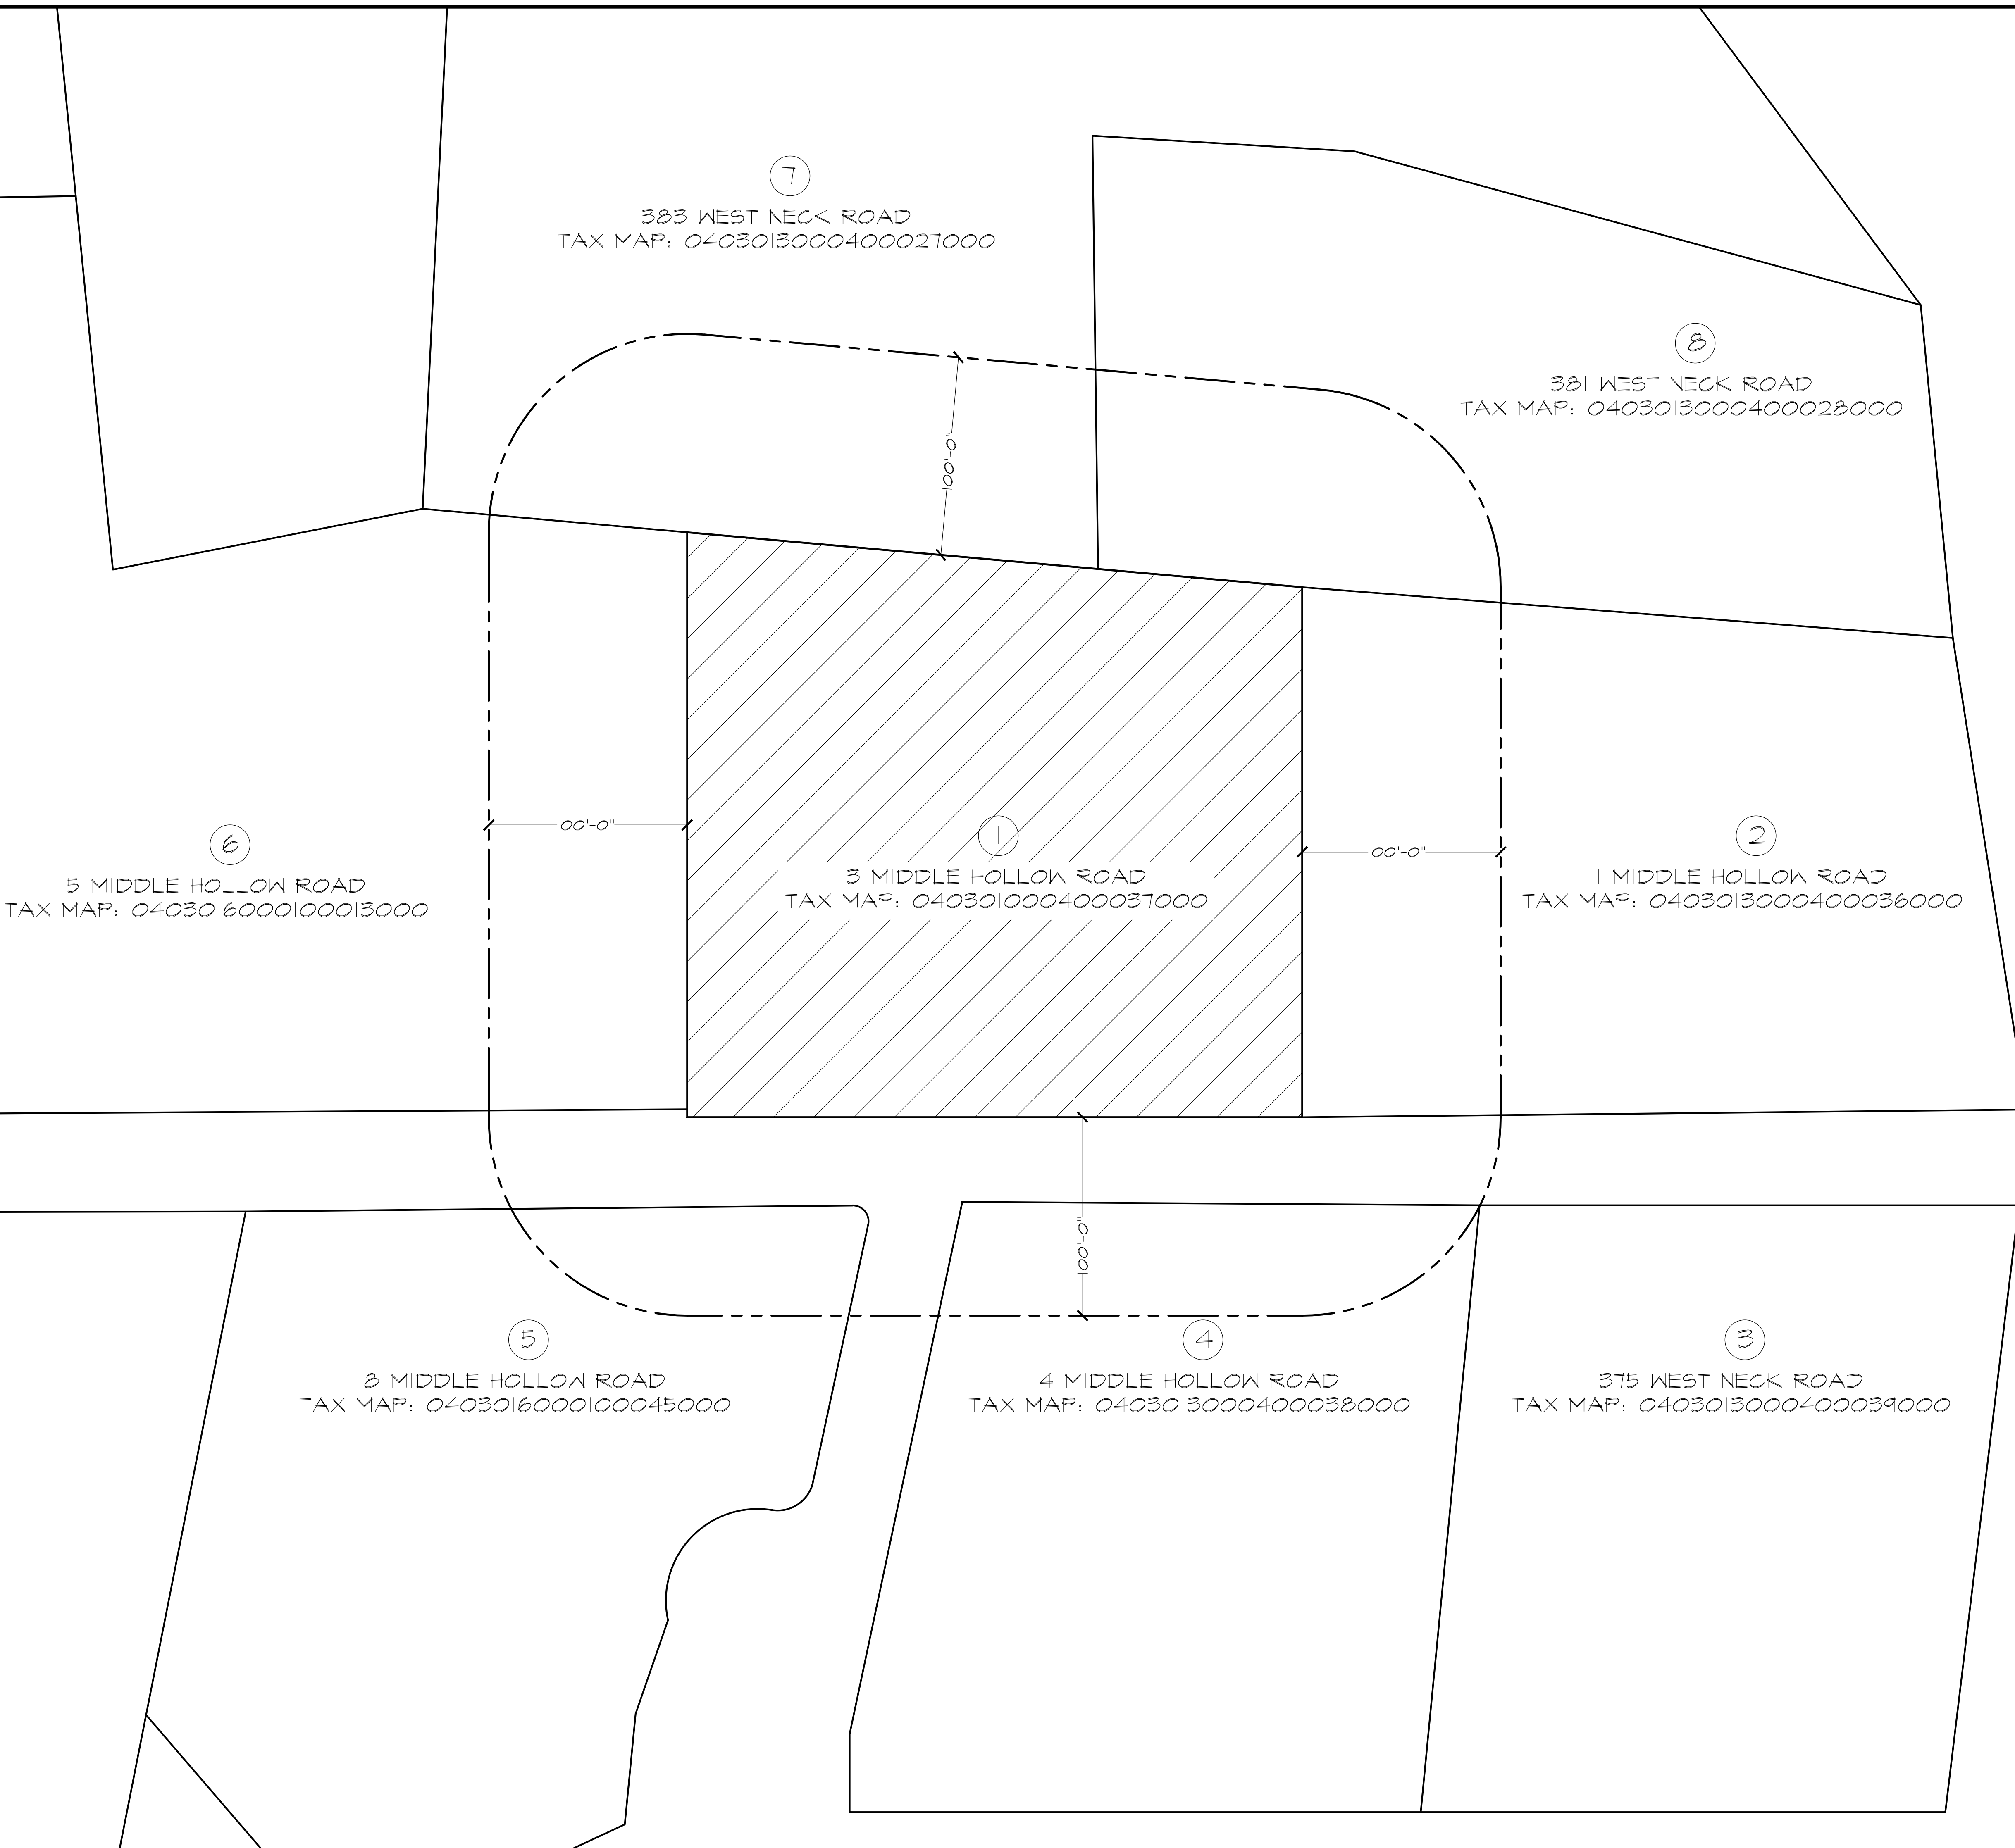 7
383 WEST NECK ROAD
TAX MAP: 0403013000400027000
8
381 WEST NECK ROAD
TAX MAP: 0403013000400028000
100'-0"
100'-0"
6
5 MIDDLE HOLLOW ROAD
TAX MAP: 0403016000100013000
1
3 MIDDLE HOLLOW ROAD
TAX MAP: 040301000400037000
100'-0"
2
1 MIDDLE HOLLOW ROAD
TAX MAP: 0403013000400036000
100'-0"
5
8 MIDDLE HOLLOW ROAD
TAX MAP: 0403016000100045000
4
4 MIDDLE HOLLOW ROAD
TAX MAP: 0403013000400038000
3
375 WEST NECK ROAD
TAX MAP: 0403013000400039000